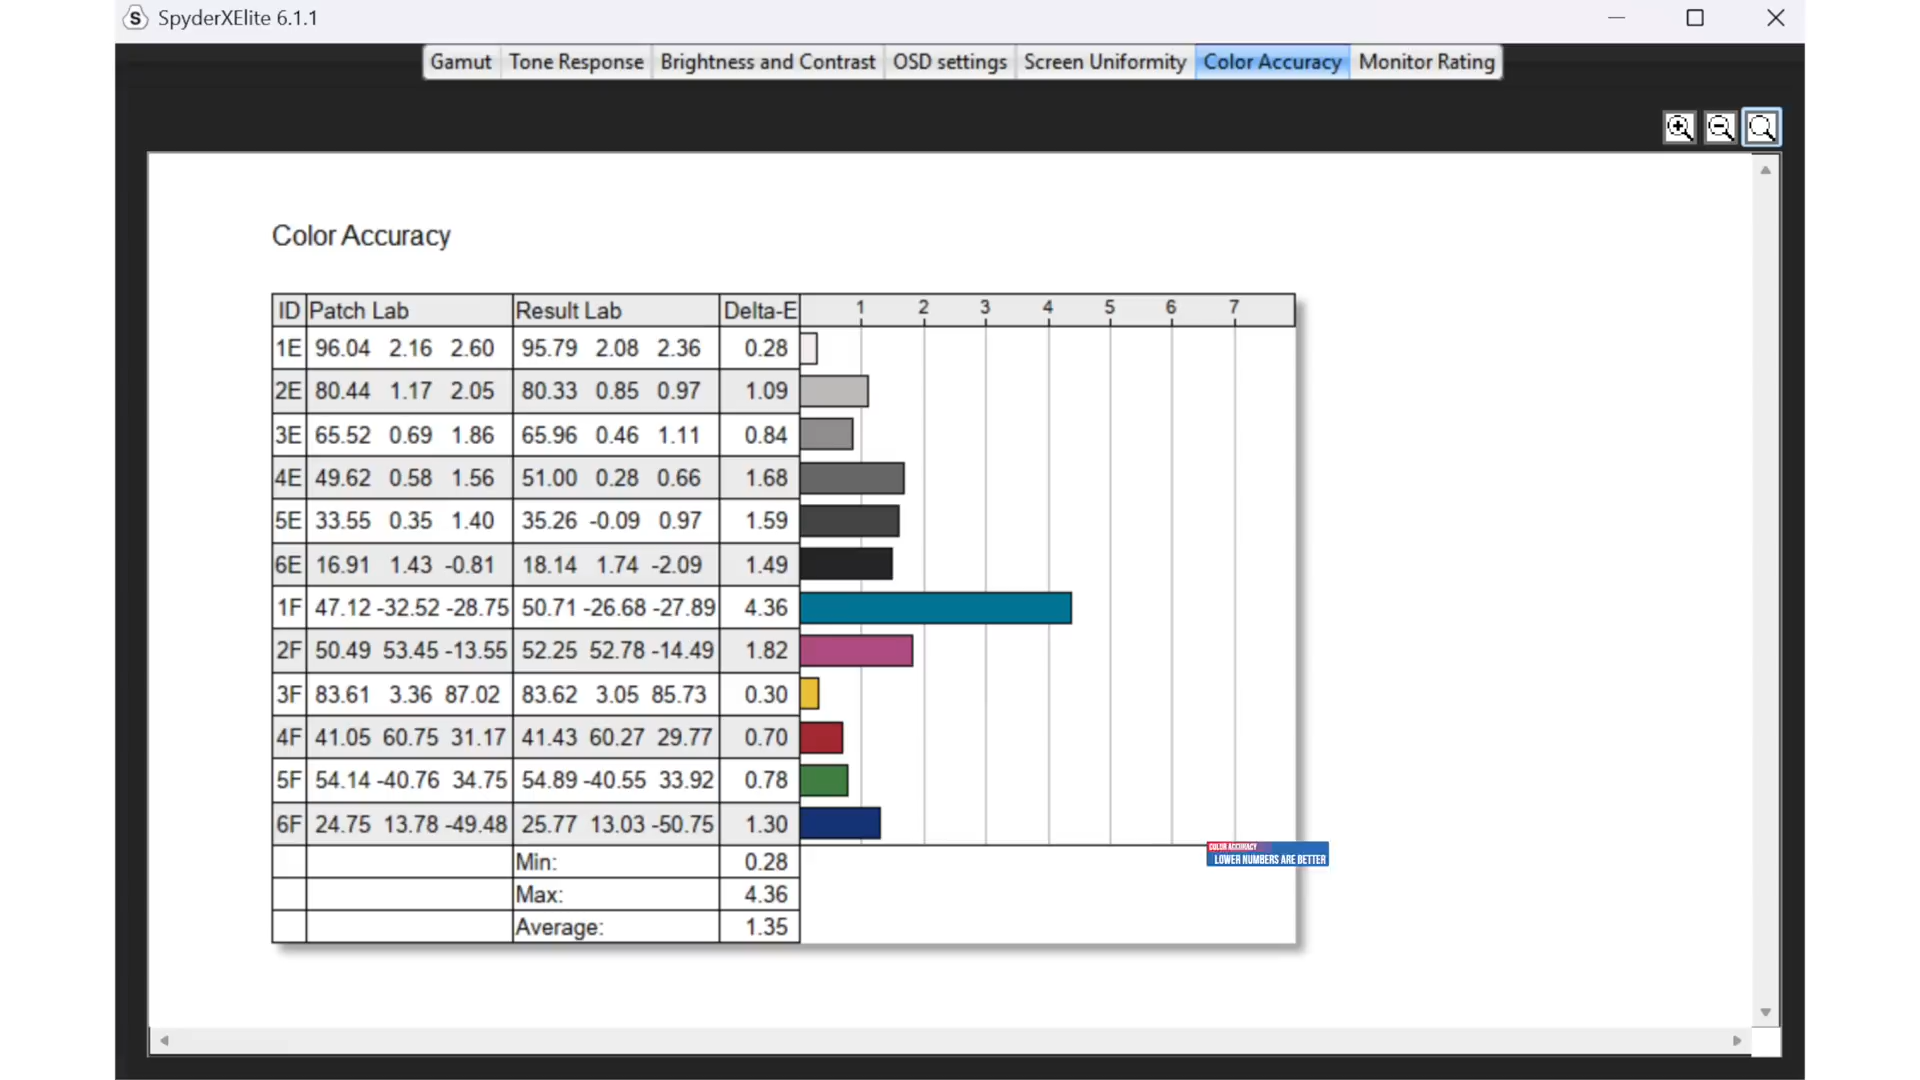 S SpyderXElite 6.1.1
Gamut Tone Response Brightness and Contrast OSD settings Screen Uniformity Color Accuracy Monitor Rating
Color Accuracy
ID Patch Lab Result Lab Delta-E 1 2 3 4 5 6 7
1E 96.04 2.16 2.60 95.79 2.08 2.36 0.28
2E 80.44 1.17 2.05 80.33 0.85 0.97 1.09
3E 65.52 0.69 1.86 65.96 0.46 1.11 0.84
4E 49.62 0.58 1.56 51.00 0.28 0.66 1.68
5E 33.55 0.35 1.40 35.26 -0.09 0.97 1.59
6E 16.91 1.43 -0.81 18.14 1.74 -2.09 1.49
1F 47.12 -32.52 -28.75 50.71 -26.68 -27.89 4.36
2F 50.49 53.45 -13.55 52.25 52.78 -14.49 1.82
3F 83.61 3.36 87.02 83.62 3.05 85.73 0.30
4F 41.05 60.75 31.17 41.43 60.27 29.77 0.70
5F 54.14 -40.76 34.75 54.89 -40.55 33.92 0.78
6F 24.75 13.78 -49.48 25.77 13.03 -50.75 1.30
Min: 0.28
Max: 4.36
Average: 1.35
COLOR ACCURACY
LOWER NUMBERS ARE BETTER